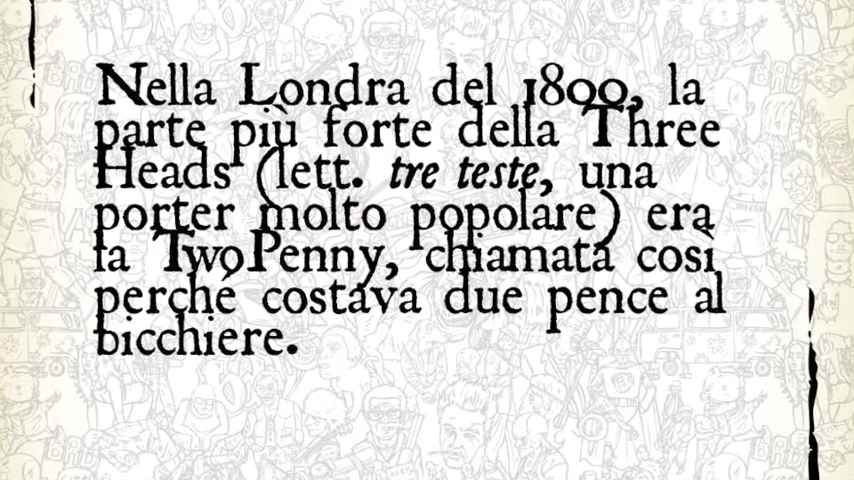 Nella Londra del 1800, la
parte più forte della Three
Heads (lett. tre teste, una
porter molto popolare) era
la TwoPenny, chiamata così
perché costava due pence al
bicchiere.